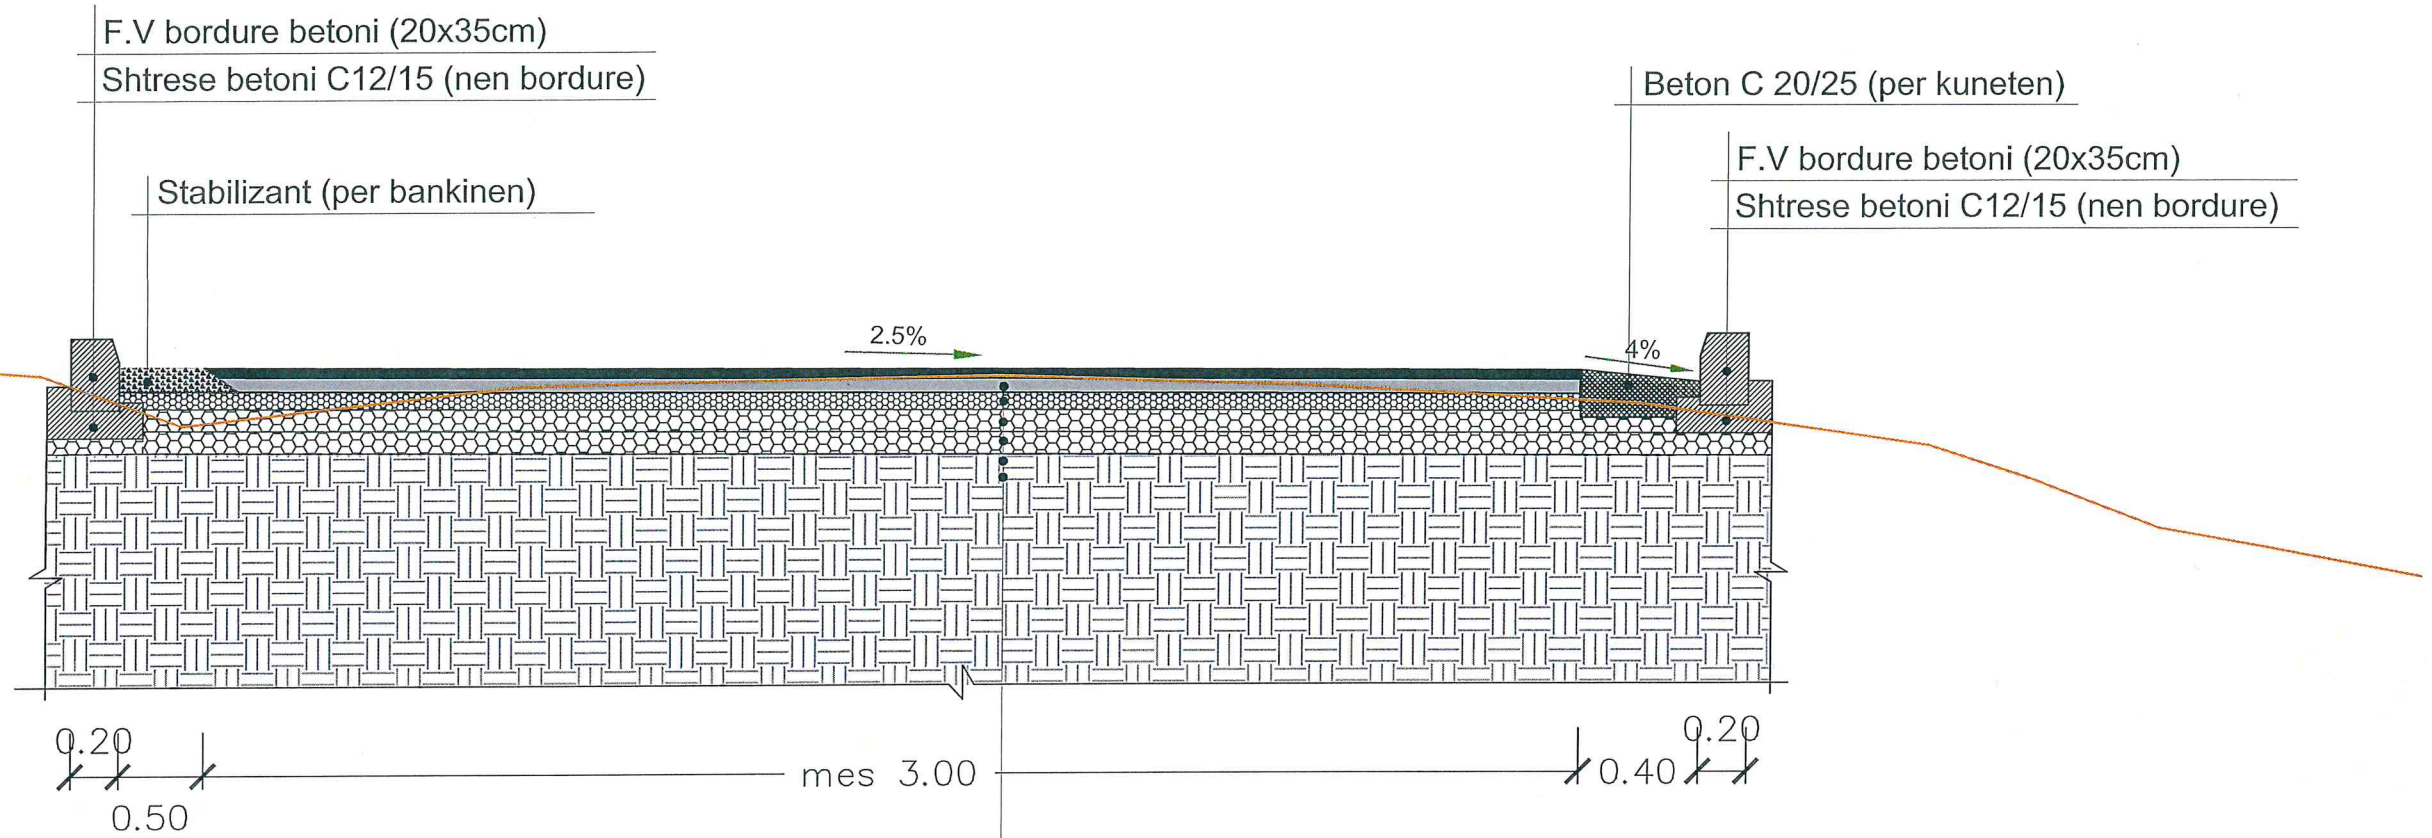 F.V bordure betoni (20x35cm)
Shtrese betoni C12/15 (nen bordure)
Beton C 20/25 (per kuneten)
F.V bordure betoni (20x35cm)
Shtrese betoni C12/15 (nen bordure)
Stabilizant (per bankinen)
2.5%
4%
0.20
0.50
mes 3.00
0.40
0.20